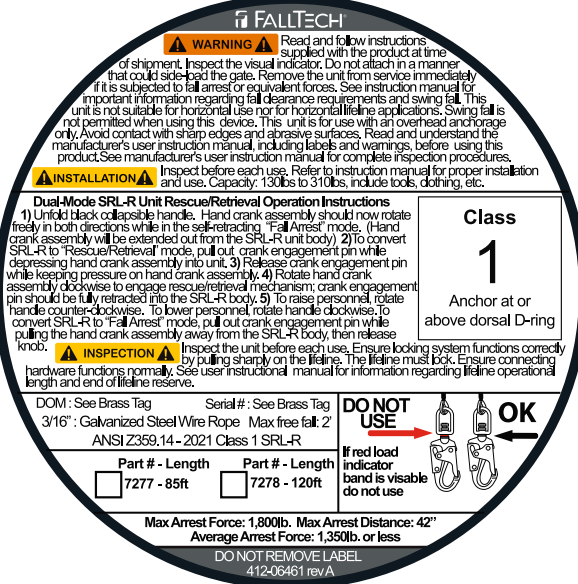 FALLTECH®
WARNING Read and follow instructions
supplied with the product at time
of shipment. Inspect the visual indicator. Do not attach in a manner
that could side-load the gate. Remove the unit from service immediately
if it is subjected to fall arrest or equivalent forces. See instruction manual for
important information regarding fall clearance requirements and swing fall. This
unit is not suitable for horizontal use nor for horizontal lifeline applications. Swing fall is
not permitted when using this device. This unit is for use with an overhead anchorage
only. Avoid contact with sharp edges and abrasive surfaces. Read and understand the
manufacturer's user instruction manual, including labels and warnings, before using this
product. See manufacturer's user instruction manual for complete inspection procedures.
INSTALLATION Inspect before each use. Refer to instruction manual for proper installation
and use. Capacity: 130lbs to 310lbs, include tools, clothing, etc.
Dual-Mode SRL-R Unit Rescue/Retrieval Operation Instructions
1) Unfold black collapsible handle. Hand crank assembly should now rotate
freely in both directions while in the self-retracting "Fall Arrest" mode. (Hand
crank assembly will be extended out from the SRL-R unit body) 2)To convert
SRL-R to "Rescue/Retrieval" mode, pull out crank engagement pin while
depressing hand crank assembly into unit. 3) Release crank engagement pin
while keeping pressure on hand crank assembly. 4) Rotate hand crank
assembly clockwise to engage rescue/retrieval mechanism; crank engagement
pin should be fully retracted into the SRL-R body. 5) To raise personnel, rotate
handle counter-clockwise. To lower personnel, rotate handle clockwise. To
convert SRL-R to "Fall Arrest" mode, pull out crank engagement pin while
pulling the hand crank assembly away from the SRL-R body, then release
knob.
Class
1
Anchor at or
above dorsal D-ring
INSPECTION Inspect the unit before each use. Ensure locking system functions correctly
by pulling sharply on the lifeline. The lifeline must lock. Ensure connecting
hardware functions normally. See user instructional manual for information regarding lifeline operational
length and end of lifeline reserve.
DOM : See Brass Tag Serial # : See Brass Tag
3/16" : Galvanized Steel Wire Rope Max free fall: 2'
ANSI Z359.14 - 2021 Class 1 SRL-R
Part # - Length
7277 - 85ft
Part # - Length
7278 - 120ft
DO NOT
USE
OK
If red load
indicator
band is visable
do not use
Max Arrest Force: 1,800lb. Max Arrest Distance: 42"
Average Arrest Force: 1,350lb. or less
DO NOT REMOVE LABEL
412-06461 rev A